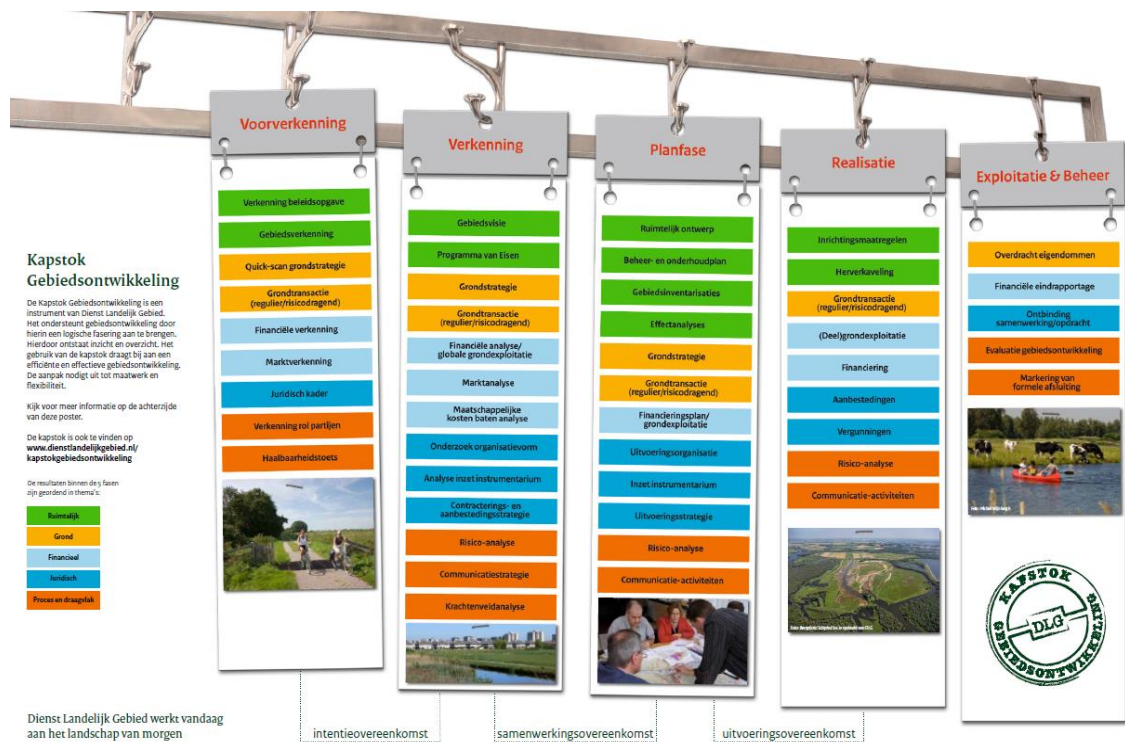 Kapstok
Gebiedsontwikkeling
De Kapstok Gebiedsontwikkeling is een
instrument van Dienst Landelijk Gebied.
Het ondersteunt gebiedsontwikkeling door
hierin een logische fasering aan te brengen.
Hierdoor ontstaat inzicht en overzicht. Het
gebruik van de kapstok draagt bij aan een
efficiënte en effectieve gebiedsontwikkeling.
De aanpak nodigt uit tot maatwerk en
flexibiliteit.
Kijk voor meer informatie op de achterzijde
van deze poster.
De kapstok is ook te vinden op
www.dienstlandelijkgebied.nl/
kapstokgebiedsontwikkeling
De resultaten binnen de 5 fasen
zijn geordend in thema's:
Ruimtelijk
Grond
Financieel
Juridisch
Proces en draagvlak
Dienst Landelijk Gebied werkt vandaag
aan het landschap van morgen
Voorverkenning
Verkenning beleidsopgave
Gebiedsverkenning
Quick-scan grondstrategie
Grondtransactie
(regulier/risicodragend)
Financiële verkenning
Marktverkenning
Juridisch kader
Verkenning rol partijen
Haalbaarheidstoets
Verkenning
Gebiedsvisie
Programma van Eisen
Grondstrategie
Grondtransactie
(regulier/risicodragend)
Financiële analyse/
globale grondexploitatie
Marktanalyse
Maatschappelijke
kosten baten analyse
Onderzoek organisatievorm
Analyse inzet instrumentarium
Contracterings- en
aanbestedingsstrategie
Risico-analyse
Communicatiestrategie
Krachtenveldanalyse
Planfase
Ruimtelijk ontwerp
Beheer- en onderhoudplan
Gebiedsinventarisaties
Effectanalyses
Grondstrategie
Grondtransactie
(regulier/risicodragend)
Financieringsplan/
grondexploitatie
Uitvoeringsorganisatie
Inzet instrumentarium
Uitvoeringsstrategie
Risico-analyse
Communicatie-activiteiten
Realisatie
Inrichtingsmaatregelen
Herverkaveling
Grondtransactie
(regulier/risicodragend)
(Deel)grondexploitatie
Financiering
Aanbestedingen
Vergunningen
Risico-analyse
Communicatie-activiteiten
Exploitatie & Beheer
Overdracht eigendommen
Financiële eindrapportage
Ontbinding
samenwerking/opdracht
Evaluatie gebiedsontwikkeling
Markering van
formele afsluiting
KAPSTOK
DLG
GEBIEDSONTWIKKELING
intentieovereenkomst
samenwerkingsovereenkomst
uitvoeringsovereenkomst